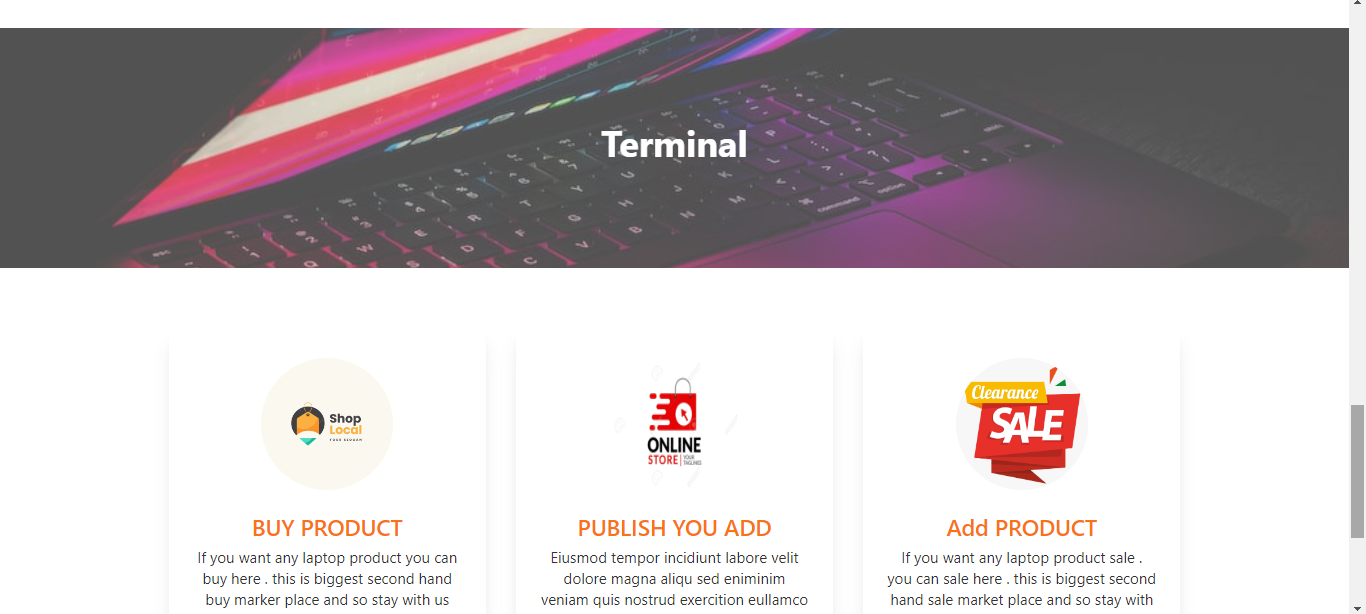 Terminal
Shop
Local
YOUR SLOGAN
ONLINE
STORE
YOUR
TAGLINES
Clearance
SALE
BUY PRODUCT
If you want any laptop product you can
buy here . this is biggest second hand
buy marker place and so stay with us
PUBLISH YOU ADD
Eiusmod tempor incidiunt labore velit
dolore magna aliqu sed eniminim
veniam quis nostrud exercition eullamco
Add PRODUCT
If you want any laptop product sale .
you can sale here . this is biggest second
hand sale market place and so stay with